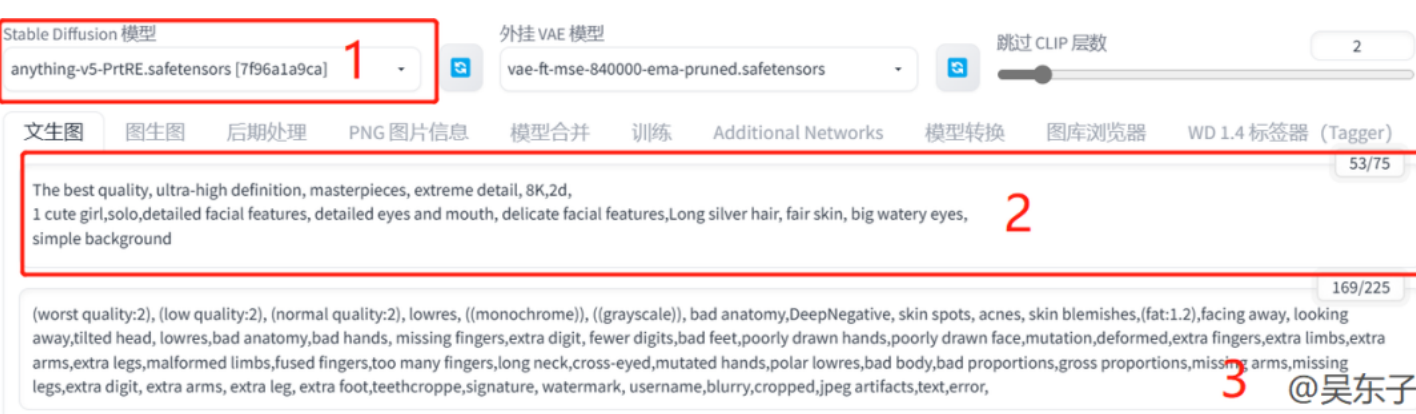 Stable Diffusion 模型
外挂 VAE 模型
跳过 CLIP 层数
2
anything-v5-PrtRE.safetensors [7f96a1a9ca]
1
vae-ft-mse-840000-ema-pruned.safetensors
文生图
图生图
后期处理
PNG 图片信息
模型合并
训练
Additional Networks
模型转换
图库浏览器
WD 1.4 标签器 (Tagger)
53/75
The best quality, ultra-high definition, masterpieces, extreme detail, 8K,2d,
1 cute girl,solo,detailed facial features, detailed eyes and mouth, delicate facial features,Long silver hair, fair skin, big watery eyes,
simple background
2
169/225
(worst quality:2), (low quality:2), (normal quality:2), lowres, ((monochrome)), ((grayscale)), bad anatomy,DeepNegative, skin spots, acnes, skin blemishes,(fat:1.2),facing away, looking
away,tilted head, lowres,bad anatomy,bad hands, missing fingers,extra digit, fewer digits,bad feet,poorly drawn hands,poorly drawn face,mutation,deformed,extra fingers,extra limbs,extra
arms,extra legs,malformed limbs,fused fingers,too many fingers,long neck,cross-eyed,mutated hands,polar lowres,bad body,bad proportions,gross proportions,missing arms,missing
legs,extra digit, extra arms, extra leg, extra foot,teethcroppe,signature, watermark, username,blurry,cropped,jpeg artifacts,text,error,
3
@吴东子